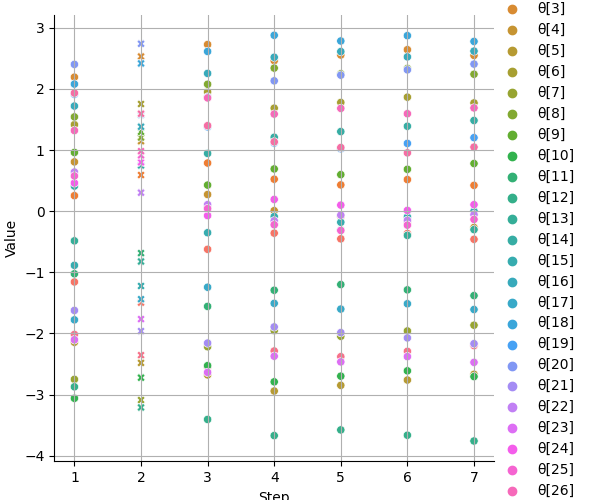 3
2
1
0
−1
−2
−3
−4
Value
1 2 3 4 5 6 7
Step
θ[3]
θ[4]
θ[5]
θ[6]
θ[7]
θ[8]
θ[9]
θ[10]
θ[11]
θ[12]
θ[13]
θ[14]
θ[15]
θ[16]
θ[17]
θ[18]
θ[19]
θ[20]
θ[21]
θ[22]
θ[23]
θ[24]
θ[25]
θ[26]